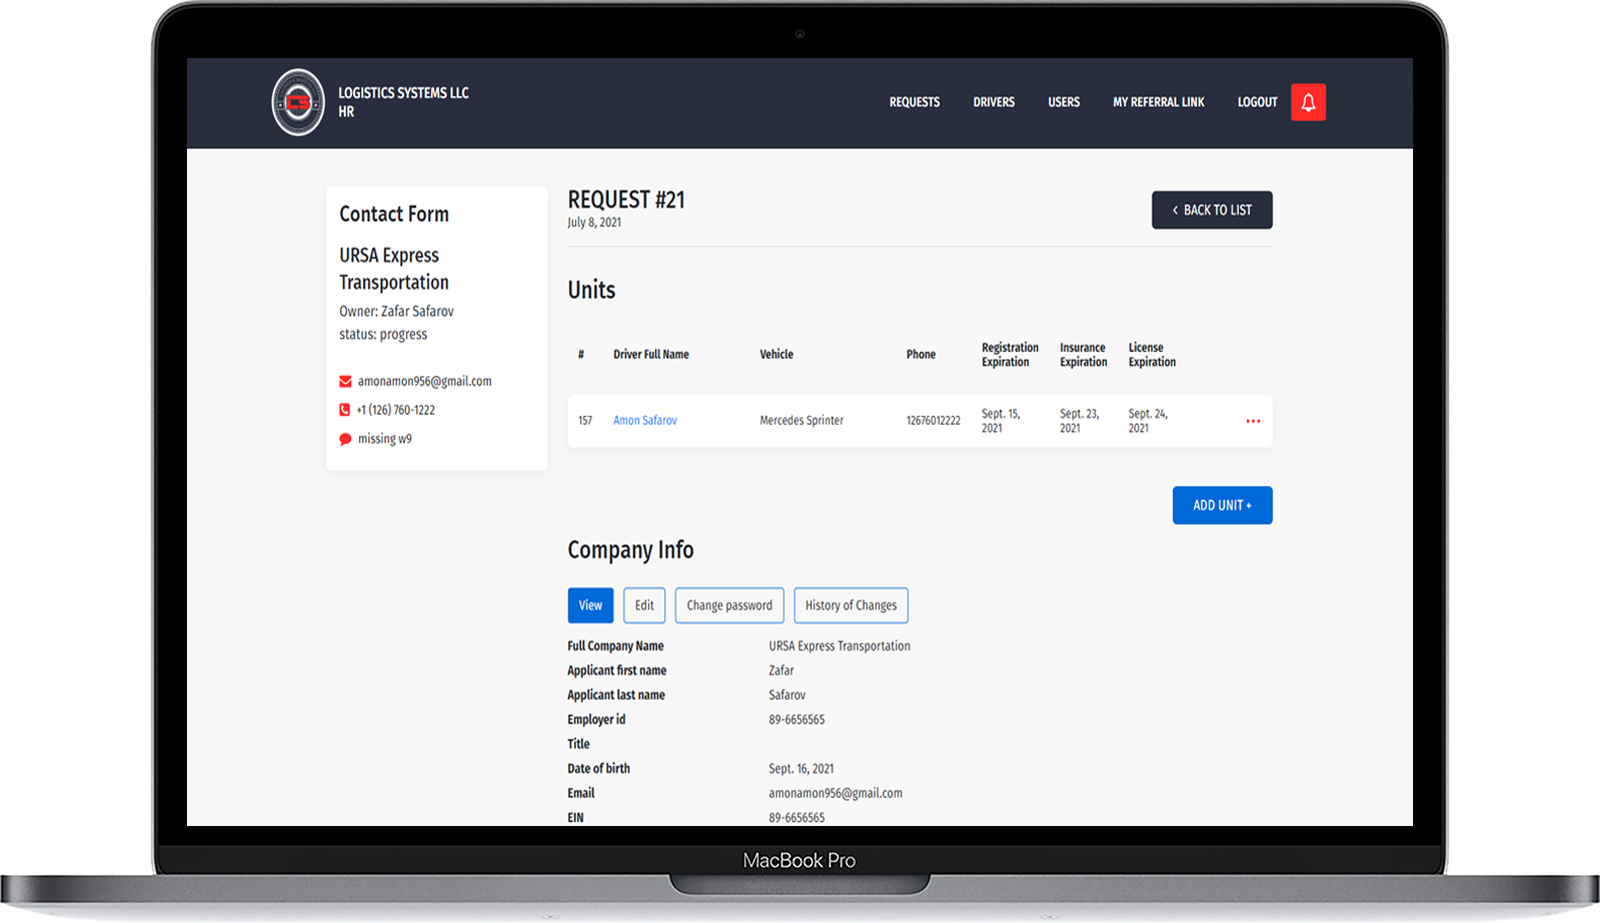 LOGISTICS SYSTEMS LLC
HR
REQUESTS DRIVERS USERS MY REFERRAL LINK LOGOUT
Contact Form
URSA Express
Transportation
Owner: Zafar Safarov
status: progress
amonamon956@gmail.com
+1 (126) 760-1222
missing w9
REQUEST #21
July 8, 2021
< BACK TO LIST
Units
# Driver Full Name Vehicle Phone Registration Expiration Insurance Expiration License Expiration
157 Amon Safarov Mercedes Sprinter 12676012222 Sept. 15, 2021 Sept. 23, 2021 Sept. 24, 2021
ADD UNIT +
Company Info
View Edit Change password History of Changes
Full Company Name URSA Express Transportation
Applicant first name Zafar
Applicant last name Safarov
Employer id 89-6656565
Title
Date of birth Sept. 16, 2021
Email amonamon956@gmail.com
EIN 89-6656565
MacBook Pro